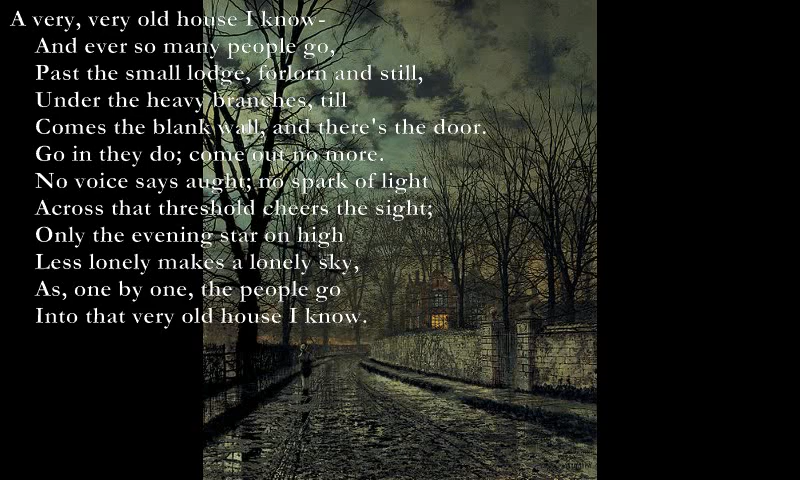 A very, very old house I know-
And ever so many people go,
Past the small lodge, forlorn and still,
Under the heavy branches, till
Comes the blank wall, and there's the door.
Go in they do; come out no more.
No voice says aught; no spark of light
Across that threshold cheers the sight;
Only the evening star on high
Less lonely makes a lonely sky,
As, one by one, the people go
Into that very old house I know.